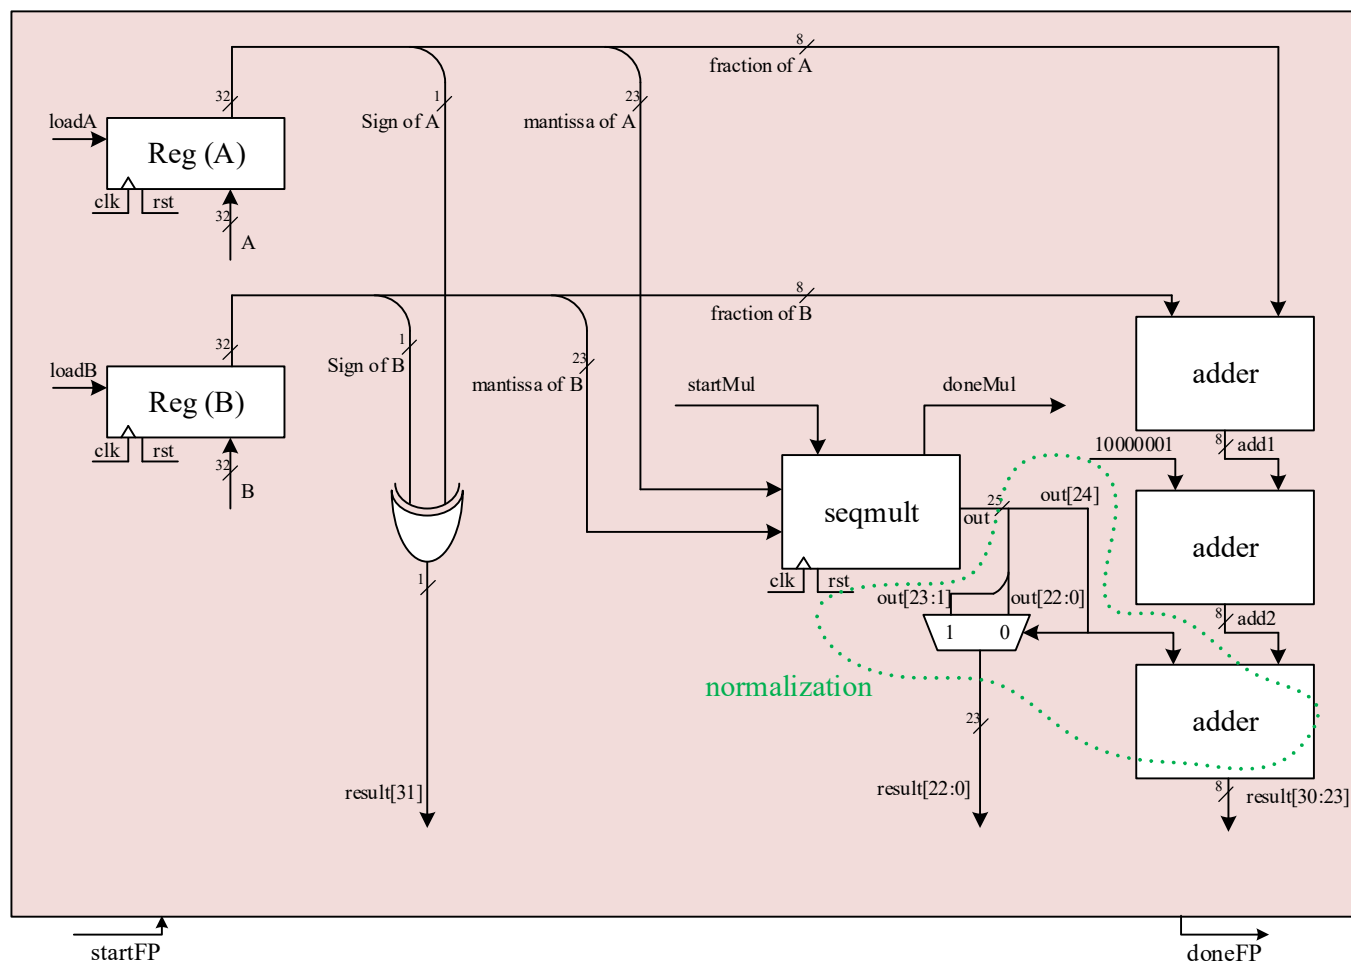 8
fraction of A
32
1
23
loadA
Sign of A
mantissa of A
Reg (A)
clk
rst
32
A
8
fraction of B
32
1
23
loadB
Sign of B
mantissa of B
startMul
doneMul
adder
Reg (B)
clk
rst
32
B
10000001
8
add1
seqmult
25
out
out[24]
adder
clk
rst
1
out[23:1]
out[22:0]
8
add2
1
0
normalization
23
adder
result[31]
result[22:0]
8
result[30:23]
startFP
doneFP